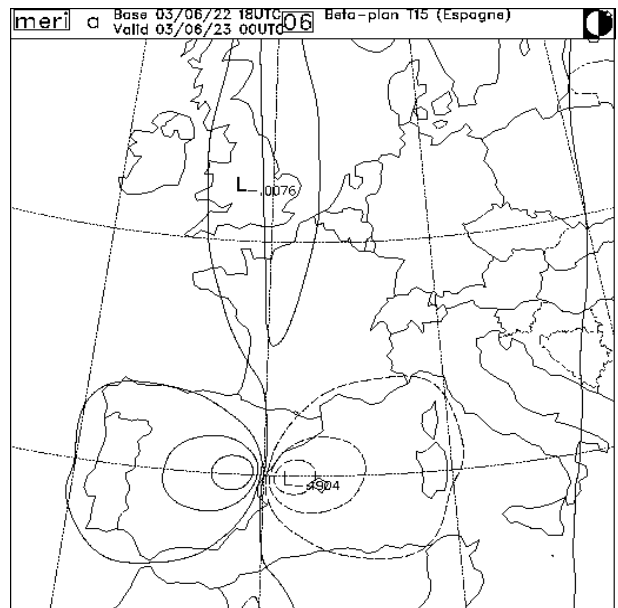 meri a Base 03/06/22 18UTC 06 Beta-plan T15 (Espagne)
Valid 03/06/23 00UTC
L -.0076
L -.4904